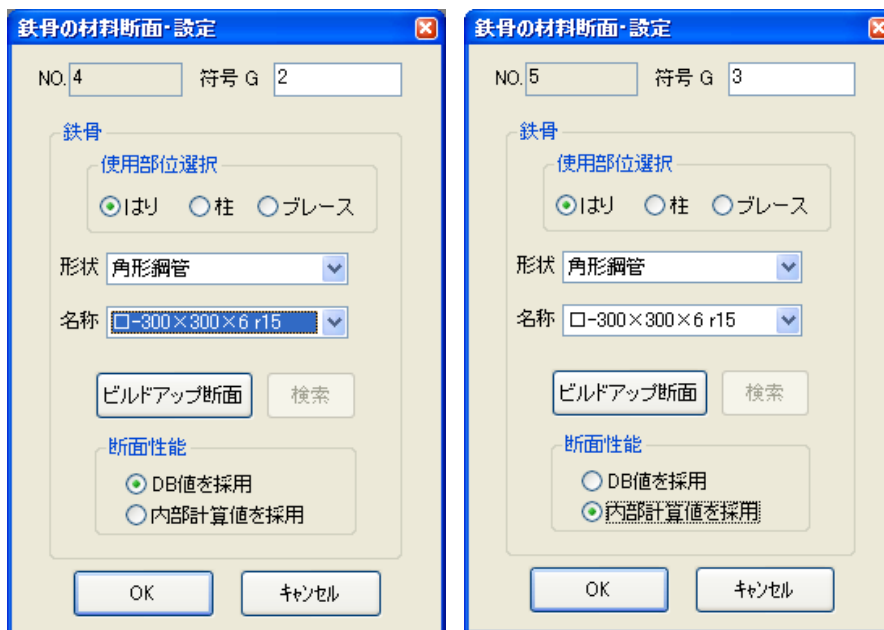 鉄骨の材料断面・設定
NO. 4 符号 G 2
鉄骨
使用部位選択
はり 柱 ブレース
形状 角形鋼管
名称 □-300×300×6 r15
ビルドアップ断面 検索
断面性能
DB値を採用
内部計算値を採用
OK キャンセル
鉄骨の材料断面・設定
NO. 5 符号 G 3
鉄骨
使用部位選択
はり 柱 ブレース
形状 角形鋼管
名称 □-300×300×6 r15
ビルドアップ断面 検索
断面性能
DB値を採用
内部計算値を採用
OK キャンセル